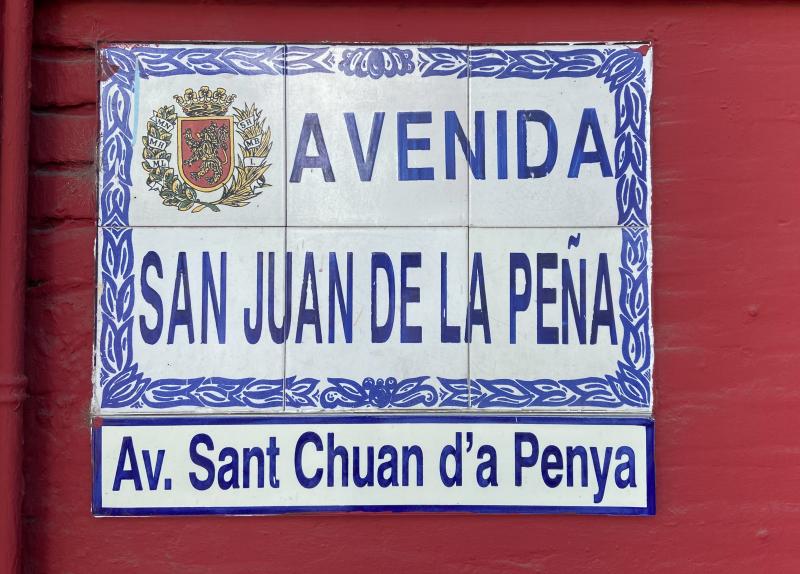 AVENIDA
SAN JUAN DE LA PEÑA
Av. Sant Chuan d'a Penya